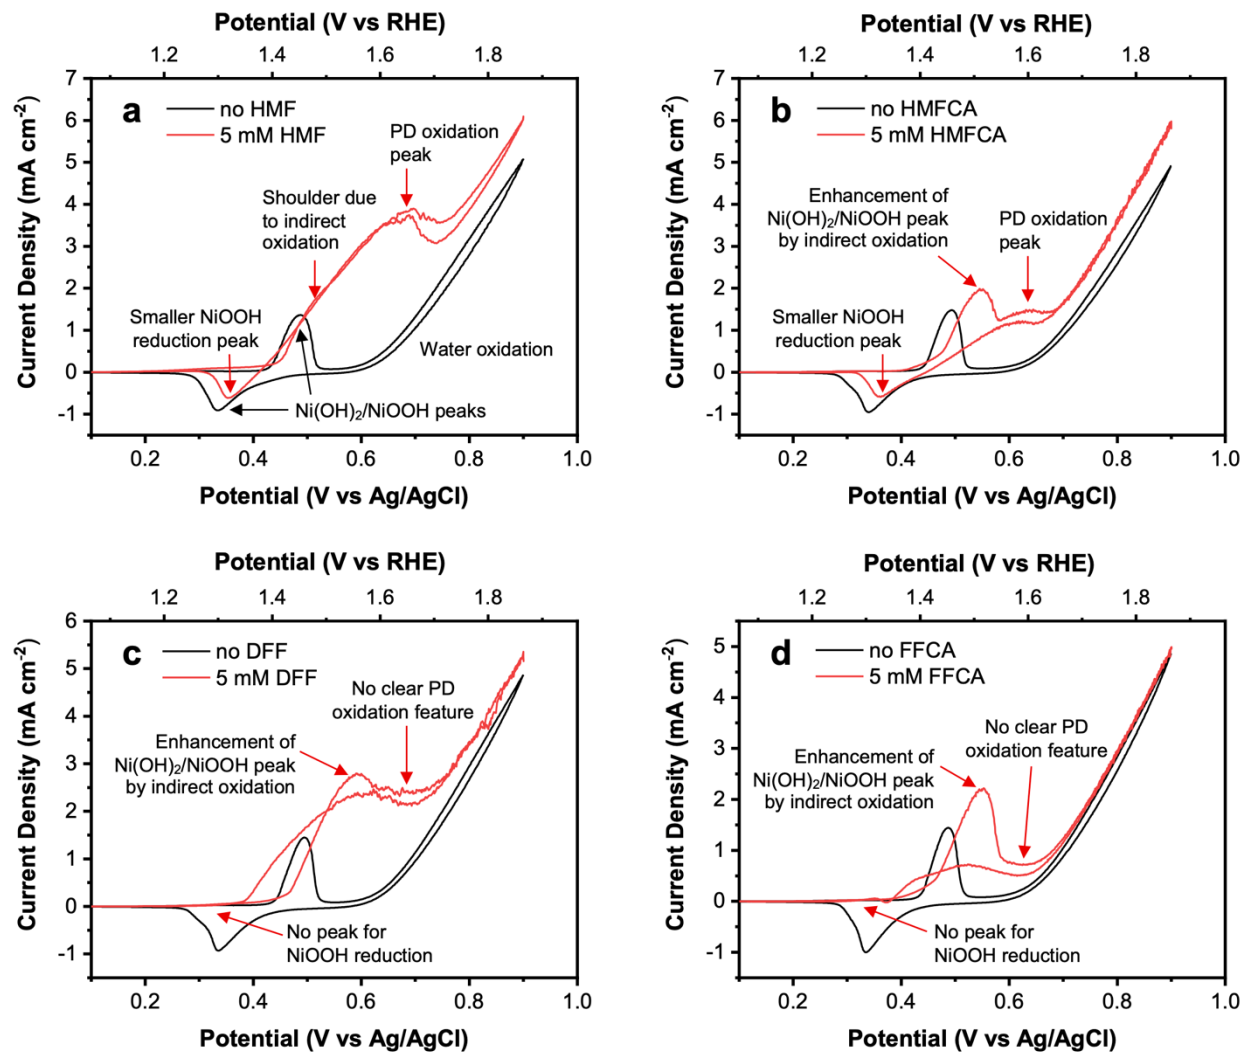 Potential (V vs RHE)
1.2 1.4 1.6 1.8
a
no HMF
5 mM HMF
PD oxidation
peak
Shoulder due
to indirect
oxidation
Smaller NiOOH
reduction peak
Water oxidation
Ni(OH)₂/NiOOH peaks
7
6
5
4
3
2
1
0
-1
Current Density (mA cm⁻²)
0.2 0.4 0.6 0.8 1.0
Potential (V vs Ag/AgCl)
Potential (V vs RHE)
1.2 1.4 1.6 1.8
b
no HMFCA
5 mM HMFCA
Enhancement of
Ni(OH)₂/NiOOH peak
by indirect oxidation
PD oxidation
peak
Smaller NiOOH
reduction peak
7
6
5
4
3
2
1
0
-1
Current Density (mA cm⁻²)
0.2 0.4 0.6 0.8 1.0
Potential (V vs Ag/AgCl)
Potential (V vs RHE)
1.2 1.4 1.6 1.8
c
no DFF
5 mM DFF
No clear PD
oxidation feature
Enhancement of
Ni(OH)₂/NiOOH peak
by indirect oxidation
No peak for
NiOOH reduction
6
5
4
3
2
1
0
-1
Current Density (mA cm⁻²)
0.2 0.4 0.6 0.8 1.0
Potential (V vs Ag/AgCl)
Potential (V vs RHE)
1.2 1.4 1.6 1.8
d
no FFCA
5 mM FFCA
No clear PD
oxidation feature
Enhancement of
Ni(OH)₂/NiOOH peak
by indirect oxidation
No peak for
NiOOH reduction
5
4
3
2
1
0
-1
Current Density (mA cm⁻²)
0.2 0.4 0.6 0.8 1.0
Potential (V vs Ag/AgCl)